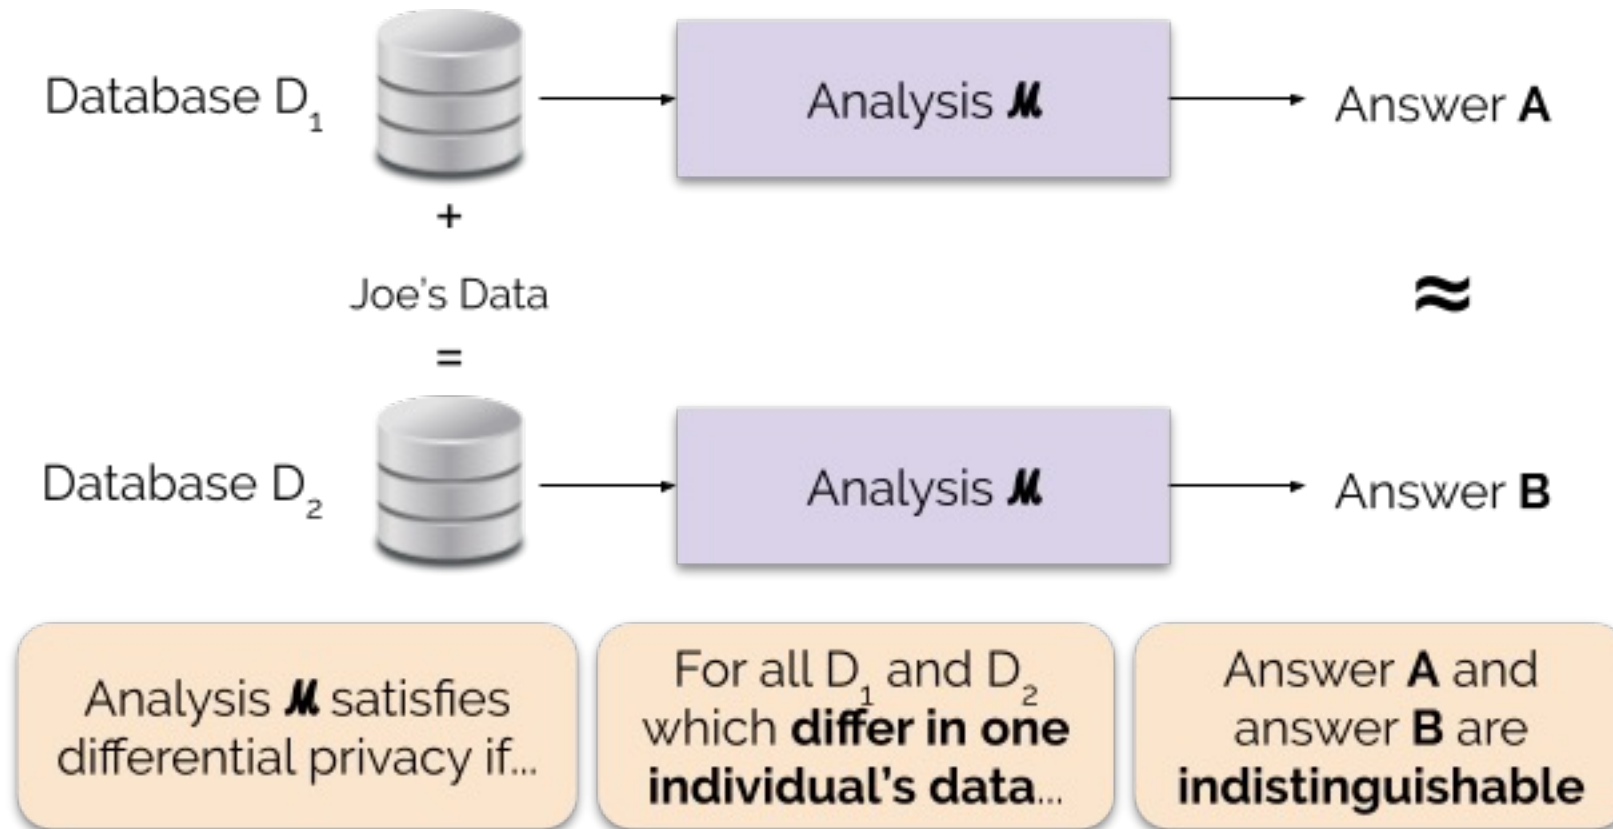 Database D₁
Analysis 𝓜
Answer A
+
Joe's Data
≈
=
Database D₂
Analysis 𝓜
Answer B
Analysis 𝓜 satisfies
differential privacy if...
For all D₁ and D₂
which differ in one
individual's data...
Answer A and
answer B are
indistinguishable